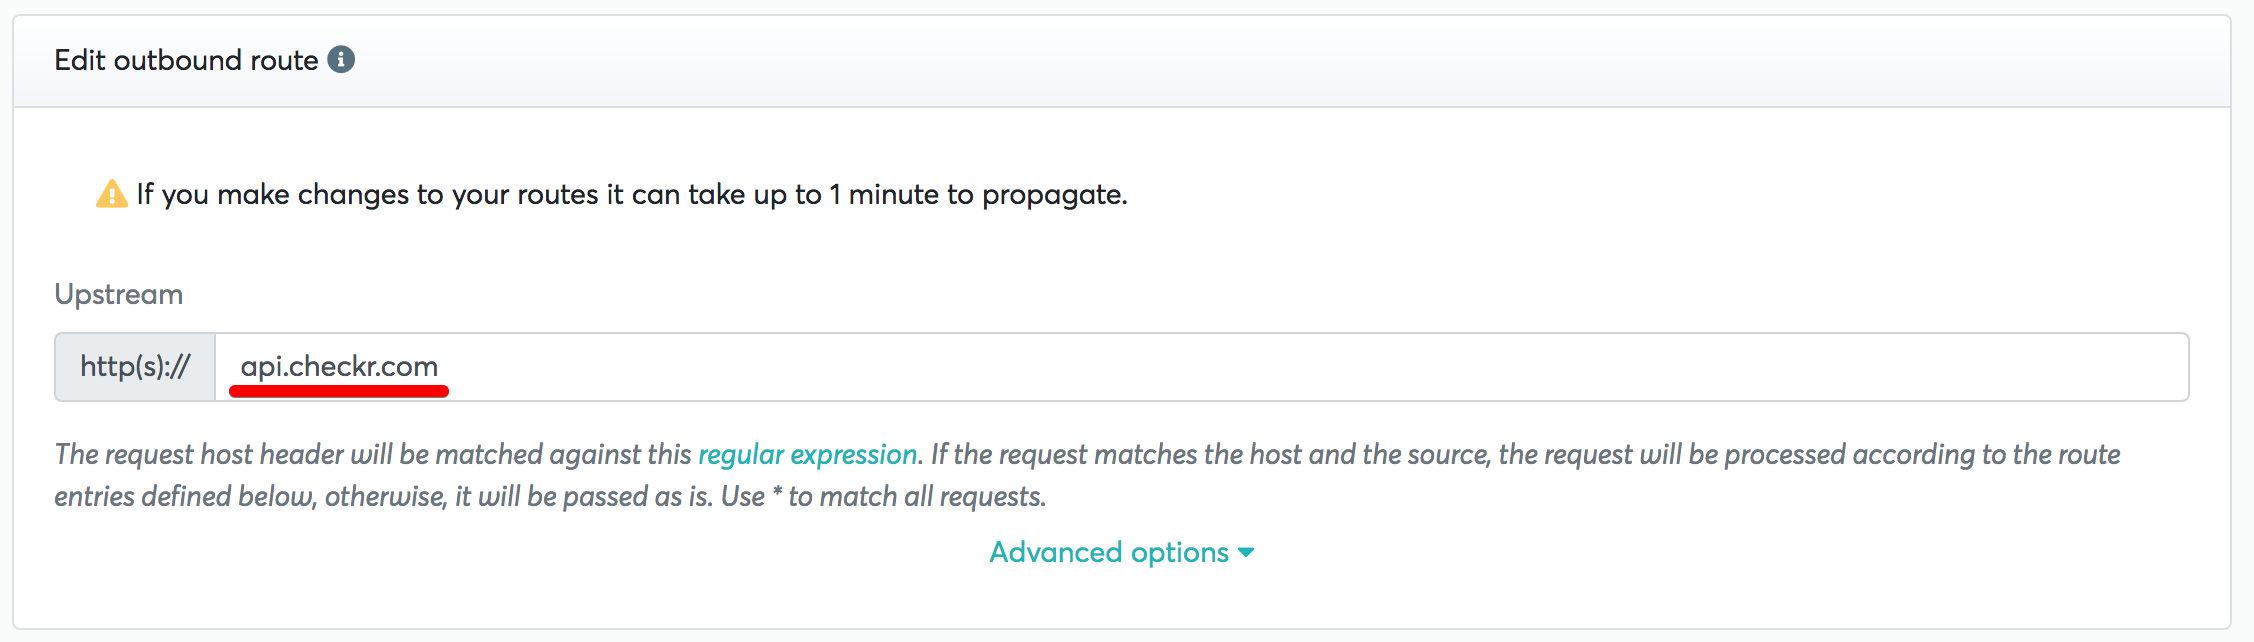 Edit outbound route
If you make changes to your routes it can take up to 1 minute to propagate.
Upstream
http(s):// api.checkr.com
The request host header will be matched against this regular expression. If the request matches the host and the source, the request will be processed according to the route
entries defined below, otherwise, it will be passed as is. Use * to match all requests.
Advanced options